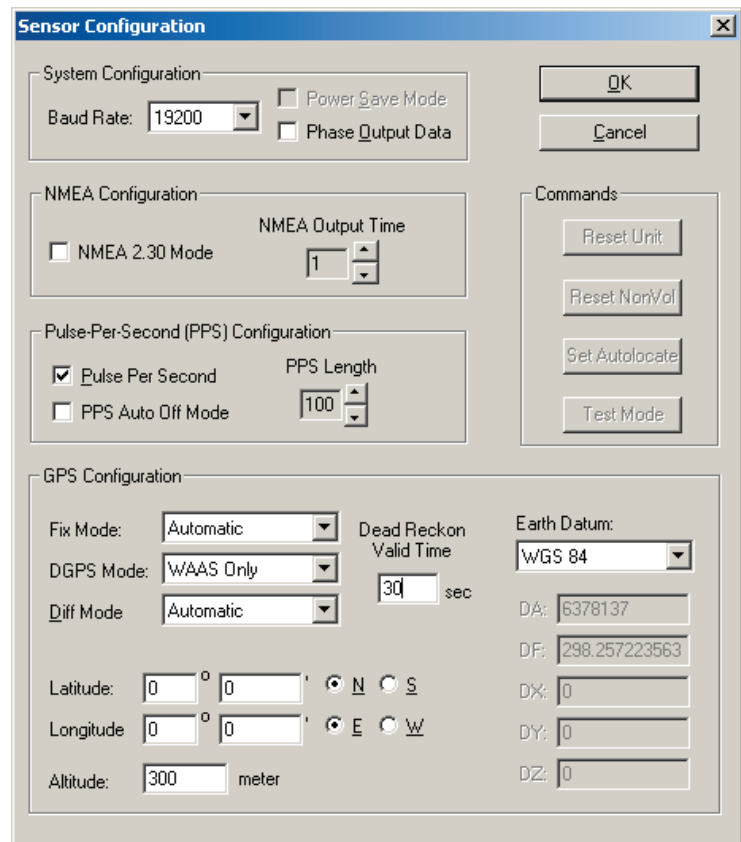 Sensor Configuration
System Configuration
Baud Rate: 19200
Power Save Mode
Phase Output Data
OK
Cancel
NMEA Configuration
NMEA 2.30 Mode
NMEA Output Time
1
Commands
Reset Unit
Reset NonVol
Set Autolocate
Test Mode
Pulse-Per-Second (PPS) Configuration
Pulse Per Second
PPS Auto Off Mode
PPS Length
100
GPS Configuration
Fix Mode: Automatic
DGPS Mode: WAAS Only
Diff Mode Automatic
Dead Reckon
Valid Time
30 sec
Earth Datum:
WGS 84
DA: 6378137
DF: 298.257223563
DX: 0
DY: 0
DZ: 0
Latitude: 0 º 0 ' N S
Longitude 0 º 0 ' E W
Altitude: 300 meter